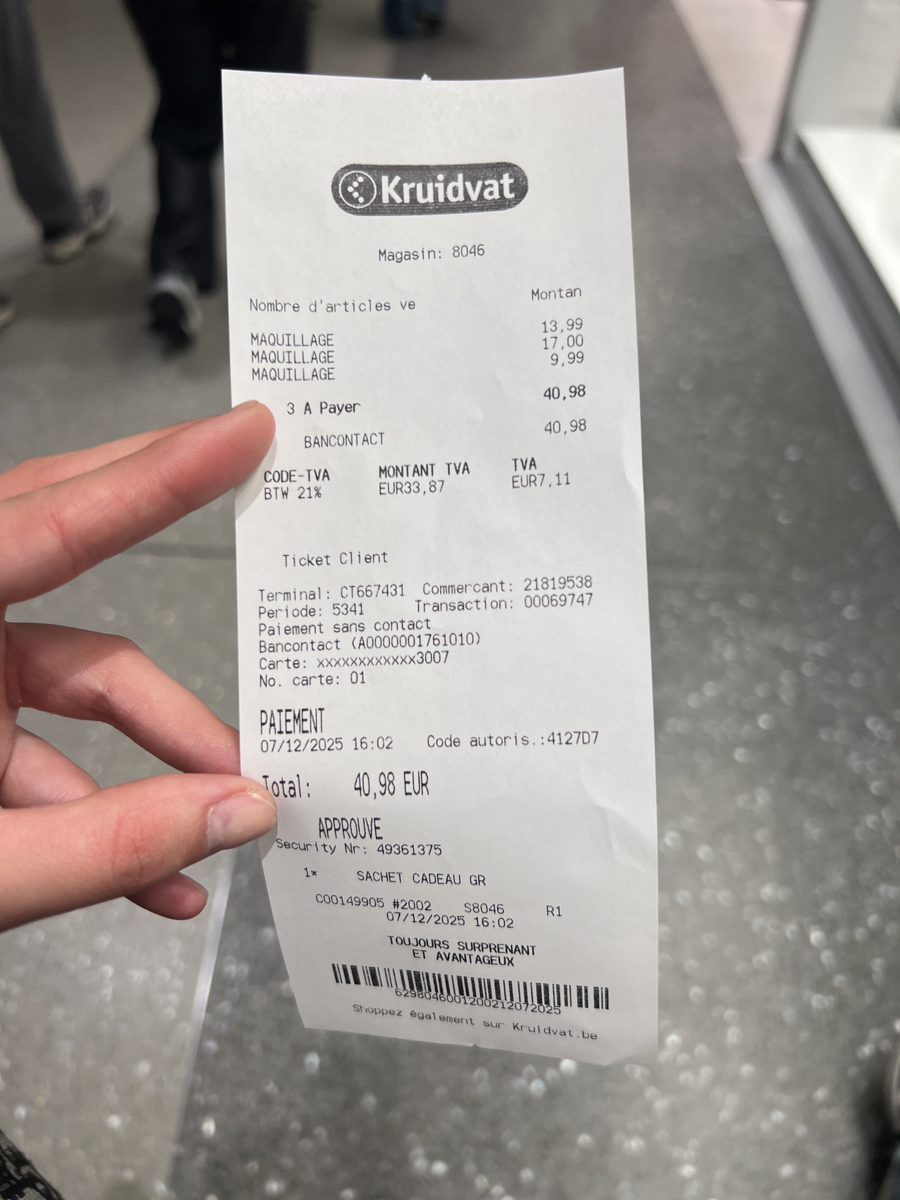 Kruidvat
Magasin: 8046
Nombre d'articles ve Montan
MAQUILLAGE 13,99
MAQUILLAGE 17,00
MAQUILLAGE 9,99
3 A Payer 40,98
BANCONTACT 40,98
CODE-TVA MONTANT TVA TVA
BTW 21% EUR33,87 EUR7,11
Ticket Client
Terminal: CT667431 Commercant: 21819538
Periode: 5341 Transaction: 00069747
Paiement sans contact
Bancontact (A0000001761010)
Carte: xxxxxxxxxxxx3007
No. carte: 01
PAIEMENT
07/12/2025 16:02 Code autoris.:4127D7
Total: 40,98 EUR
APPROUVE
Security Nr: 49361375
1* SACHET CADEAU GR
C00149905 #2002 S8046 R1
07/12/2025 16:02
TOUJOURS SURPRENANT
ET AVANTAGEUX
6298046001200212072025
Shoppez également sur Kruidvat.be